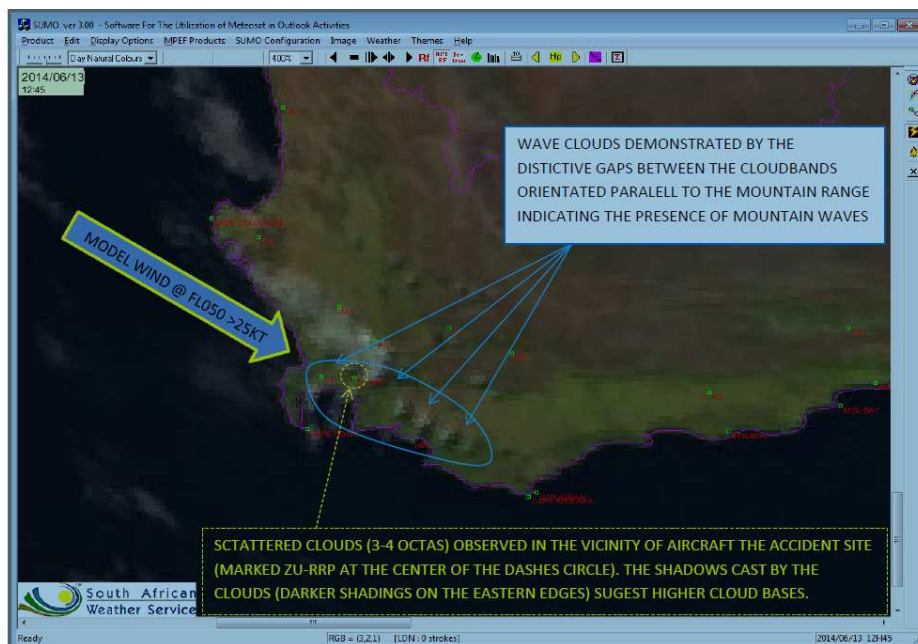 SUMO ver 3.00 - Software For The Utilization of Meteosat in Outlook Activities
Product Edit Display Options MPEF Products SUMO Configuration Image Weather Themes Help
Day Natural Colours 400% Rf Hp Z
2014/06/13
12:45
WAVE CLOUDS DEMONSTRATED BY THE
DISTICTIVE GAPS BETWEEN THE CLOUDBANDS
ORIENTATED PARALELL TO THE MOUNTAIN RANGE
INDICATING THE PRESENCE OF MOUNTAIN WAVES
MODEL WIND @ FL050 >25KT
SCTATTERED CLOUDS (3-4 OCTAS) OBSERVED IN THE VICINITY OF AIRCRAFT THE ACCIDENT SITE
(MARKED ZU-RRP AT THE CENTER OF THE DASHES CIRCLE). THE SHADOWS CAST BY THE
CLOUDS (DARKER SHADINGS ON THE EASTERN EDGES) SUGEST HIGHER CLOUD BASES.
South African
Weather Service
Ready RGB = (3,2,1) [LDN : 0 strokes] 2014/06/13 12H45